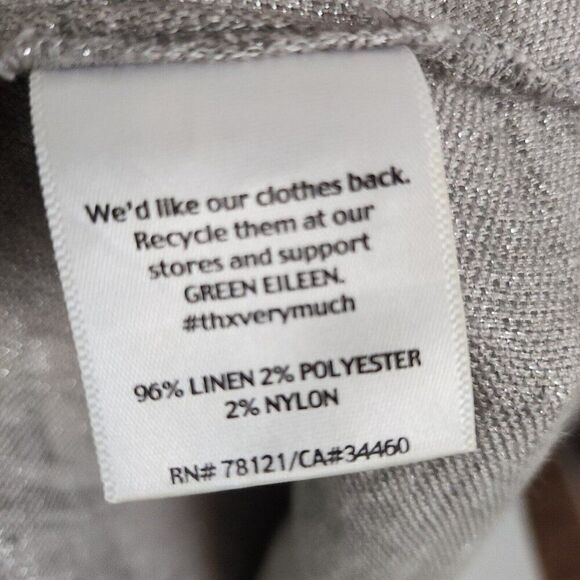 We'd like our clothes back.
Recycle them at our
stores and support
GREEN EILEEN.
#thxverymuch
96% LINEN 2% POLYESTER
2% NYLON
RN# 78121/CA#34460